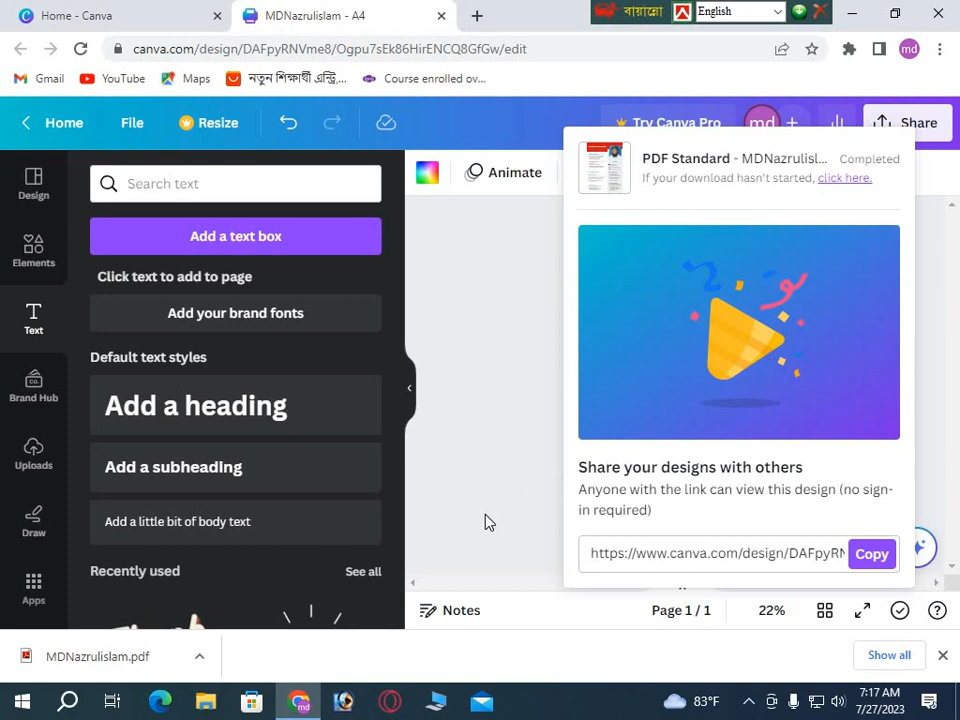 Home - Canva
MDNazrulislam - A4
বায়ান্নো
English
canva.com/design/DAFpyRNVme8/Ogpu7sEk86HirENCQ8GfGw/edit
md
Gmail
YouTube
Maps
নতুন শিক্ষার্থী এন্ট্রি,...
Course enrolled ov...
Home
File
Resize
Try Canva Pro
md
Share
Design
Elements
Text
Brand Hub
Uploads
Draw
Apps
Search text
Add a text box
Click text to add to page
Add your brand fonts
Default text styles
Add a heading
Add a subheading
Add a little bit of body text
Recently used
See all
Animate
PDF Standard - MDNazrulisl...
Completed
If your download hasn't started, click here.
Share your designs with others
Anyone with the link can view this design (no sign-
in required)
https://www.canva.com/design/DAFpyRN
Copy
Notes
Page 1 / 1
22%
MDNazrulislam.pdf
Show all
83°F
7:17 AM
7/27/2023